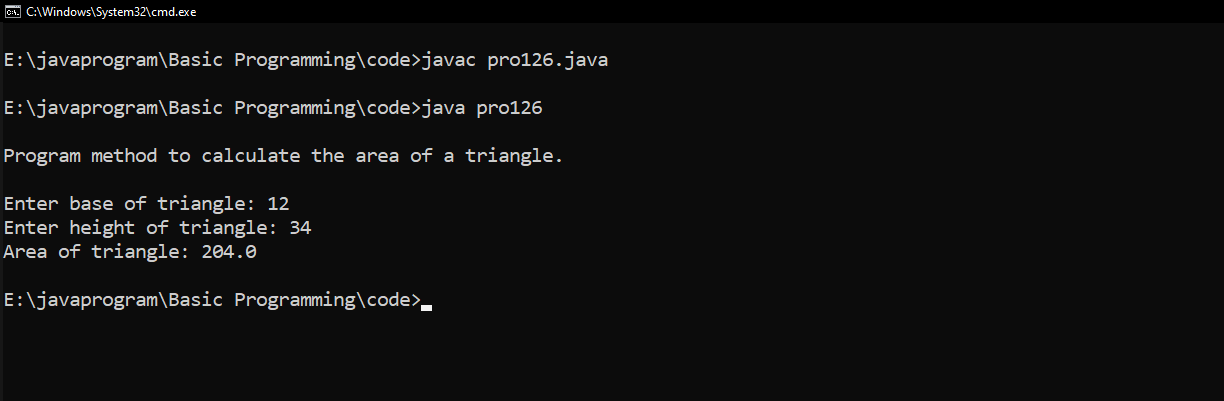 C:\Windows\System32\cmd.exe
E:\javaprogram\Basic Programming\code>javac pro126.java
E:\javaprogram\Basic Programming\code>java pro126
Program method to calculate the area of a triangle.
Enter base of triangle: 12
Enter height of triangle: 34
Area of triangle: 204.0
E:\javaprogram\Basic Programming\code>